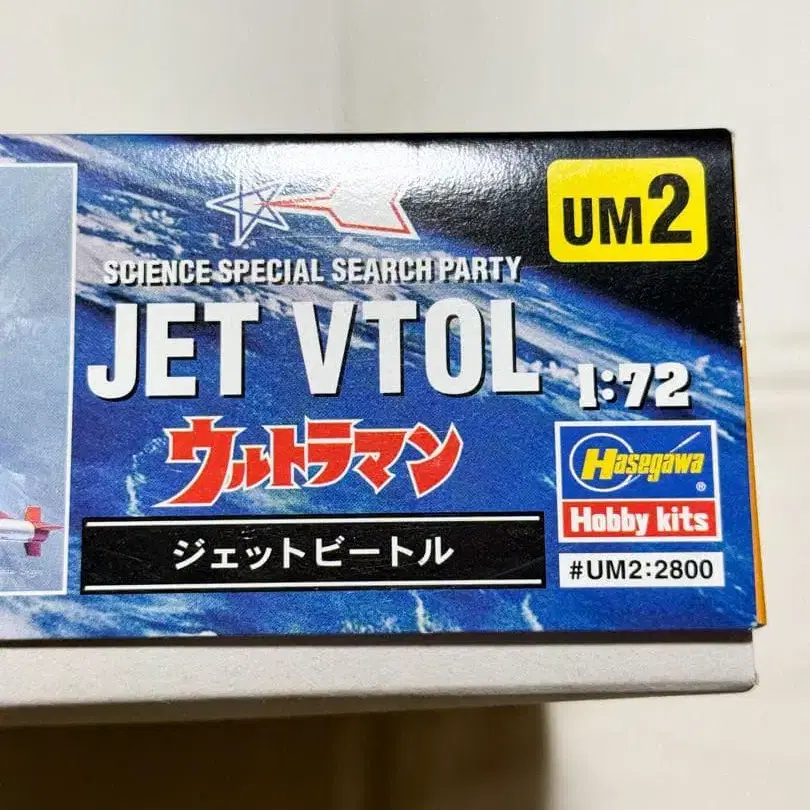 UM2
SCIENCE SPECIAL SEARCH PARTY
JET VTOL
1:72
ウルトラマン
Hasegawa®
Hobby kits
ジェットビートル
#UM2:2800